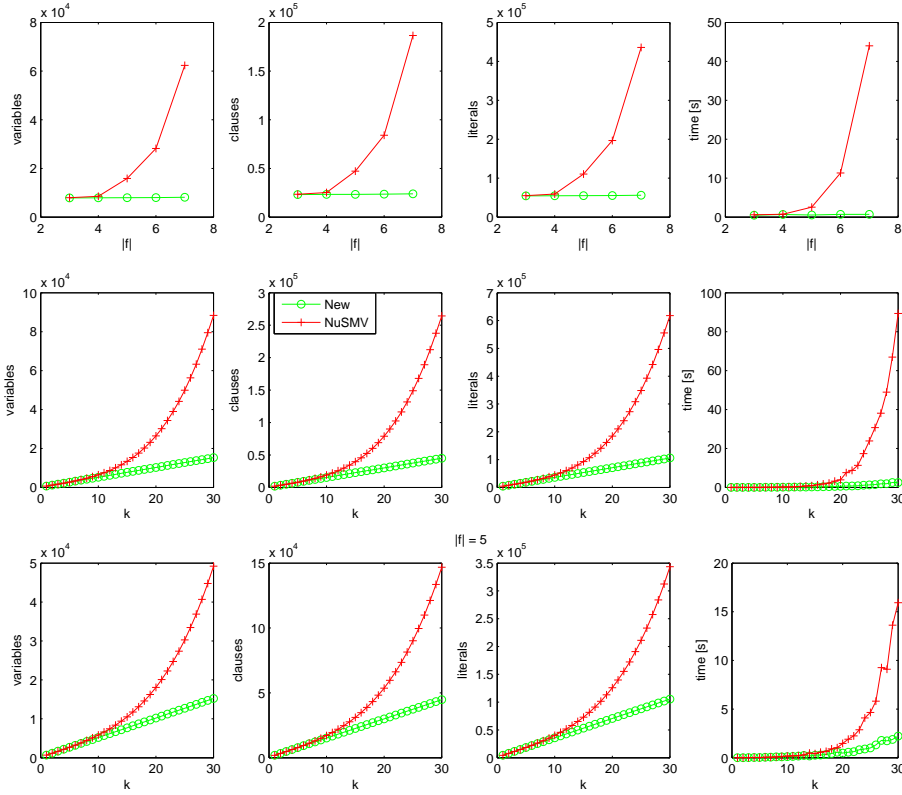 x 10^4
8
6
4
2
0
variables
2 4 6 8
|f|
x 10^5
2
1.5
1
0.5
0
clauses
2 4 6 8
|f|
x 10^5
5
4
3
2
1
0
literals
2 4 6 8
|f|
50
40
30
20
10
0
time [s]
2 4 6 8
|f|
x 10^4
10
8
6
4
2
0
variables
0 10 20 30
k
x 10^5
3
2.5
2
1.5
1
0.5
0
clauses
New
NuSMV
0 10 20 30
k
x 10^5
7
6
5
4
3
2
1
0
literals
0 10 20 30
k
100
80
60
40
20
0
time [s]
0 10 20 30
k
|f| = 5
x 10^4
5
4
3
2
1
0
variables
0 10 20 30
k
x 10^4
15
10
5
0
clauses
0 10 20 30
k
x 10^5
3.5
3
2.5
2
1.5
1
0.5
0
literals
0 10 20 30
k
20
15
10
5
0
time [s]
0 10 20 30
k